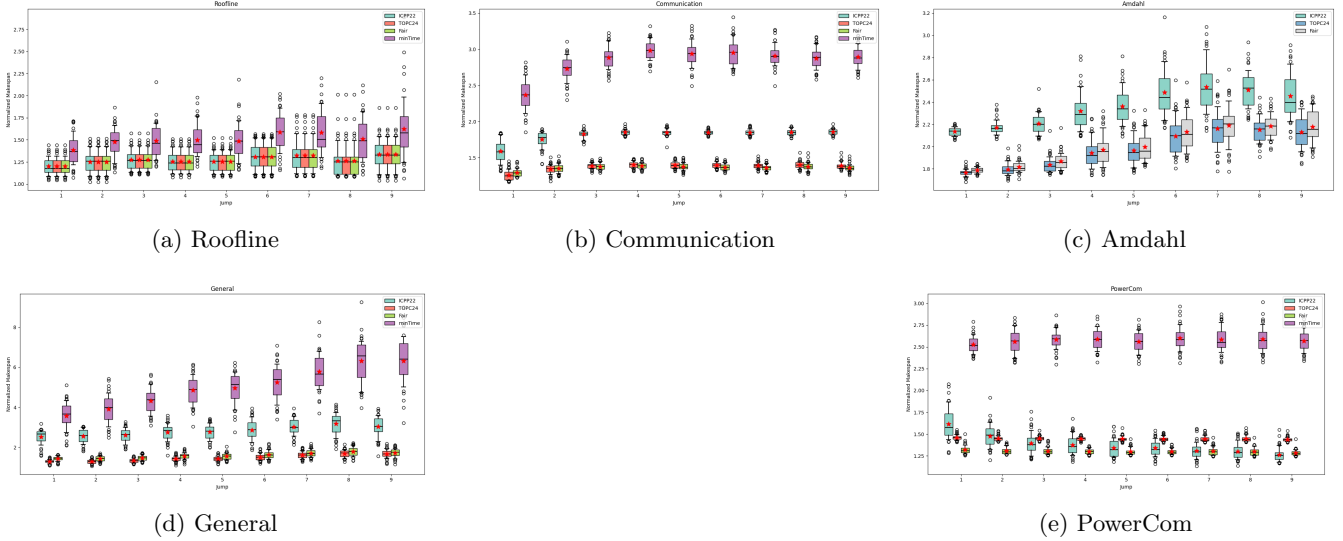 Roofline
ICPP22
TOPC24
Fair
minTime
2.75
2.50
2.25
2.00
1.75
1.50
1.25
1.00
Normalized Makespan
1 2 3 4 5 6 7 8 9
Jump
(a) Roofline
Communication
ICPP22
TOPC24
Fair
3.5
3.0
2.5
2.0
1.5
Normalized Makespan
1 2 3 4 5 6 7 8 9
Jump
(b) Communication
Amdahl
ICPP22
TOPC24
Fair
3.2
3.0
2.8
2.6
2.4
2.2
2.0
1.8
Normalized Makespan
1 2 3 4 5 6 7 8 9
Jump
(c) Amdahl
General
ICPP22
TOPC24
Fair
minTime
8
6
4
2
Normalized Makespan
1 2 3 4 5 6 7 8 9
Jump
(d) General
PowerCom
ICPP22
TOPC24
Fair
minTime
3.00
2.75
2.50
2.25
2.00
1.75
1.50
1.25
Normalized Makespan
1 2 3 4 5 6 7 8 9
Jump
(e) PowerCom